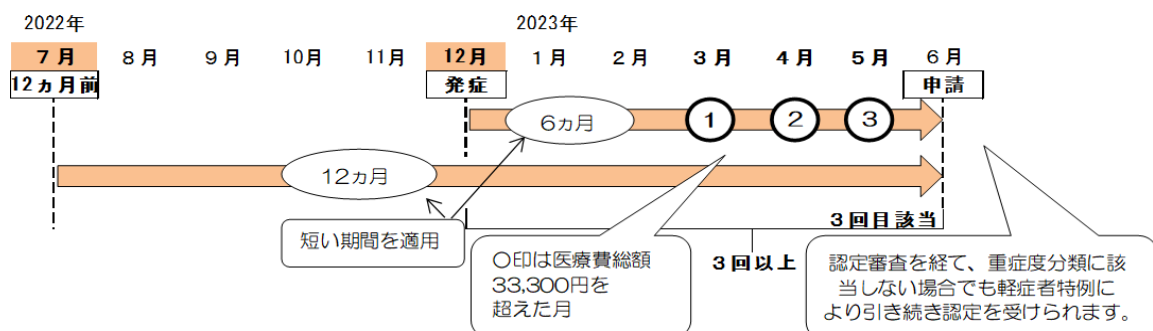 2022年 2023年
7月 8月 9月 10月 11月 12月 1月 2月 3月 4月 5月 6月
12ヵ月前 発症 申請
6ヵ月 1 2 3
12ヵ月
短い期間を適用
3回目該当
3回以上
〇印は医療費総額
33,300円を
超えた月
認定審査を経て、重症度分類に該
当しない場合でも軽症者特例に
より引き続き認定を受けられます。